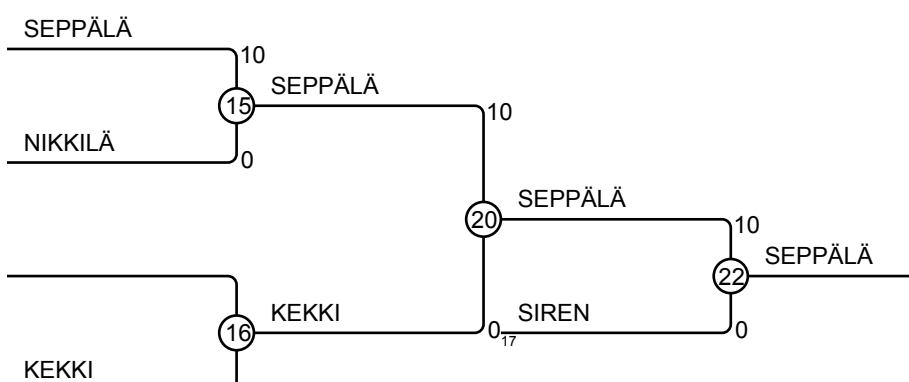 SEPPÄLÄ
10
15
SEPPÄLÄ
10
NIKKILÄ
0
20
SEPPÄLÄ
10
22
SEPPÄLÄ
16
KEKKI
0
17
SIREN
0
KEKKI